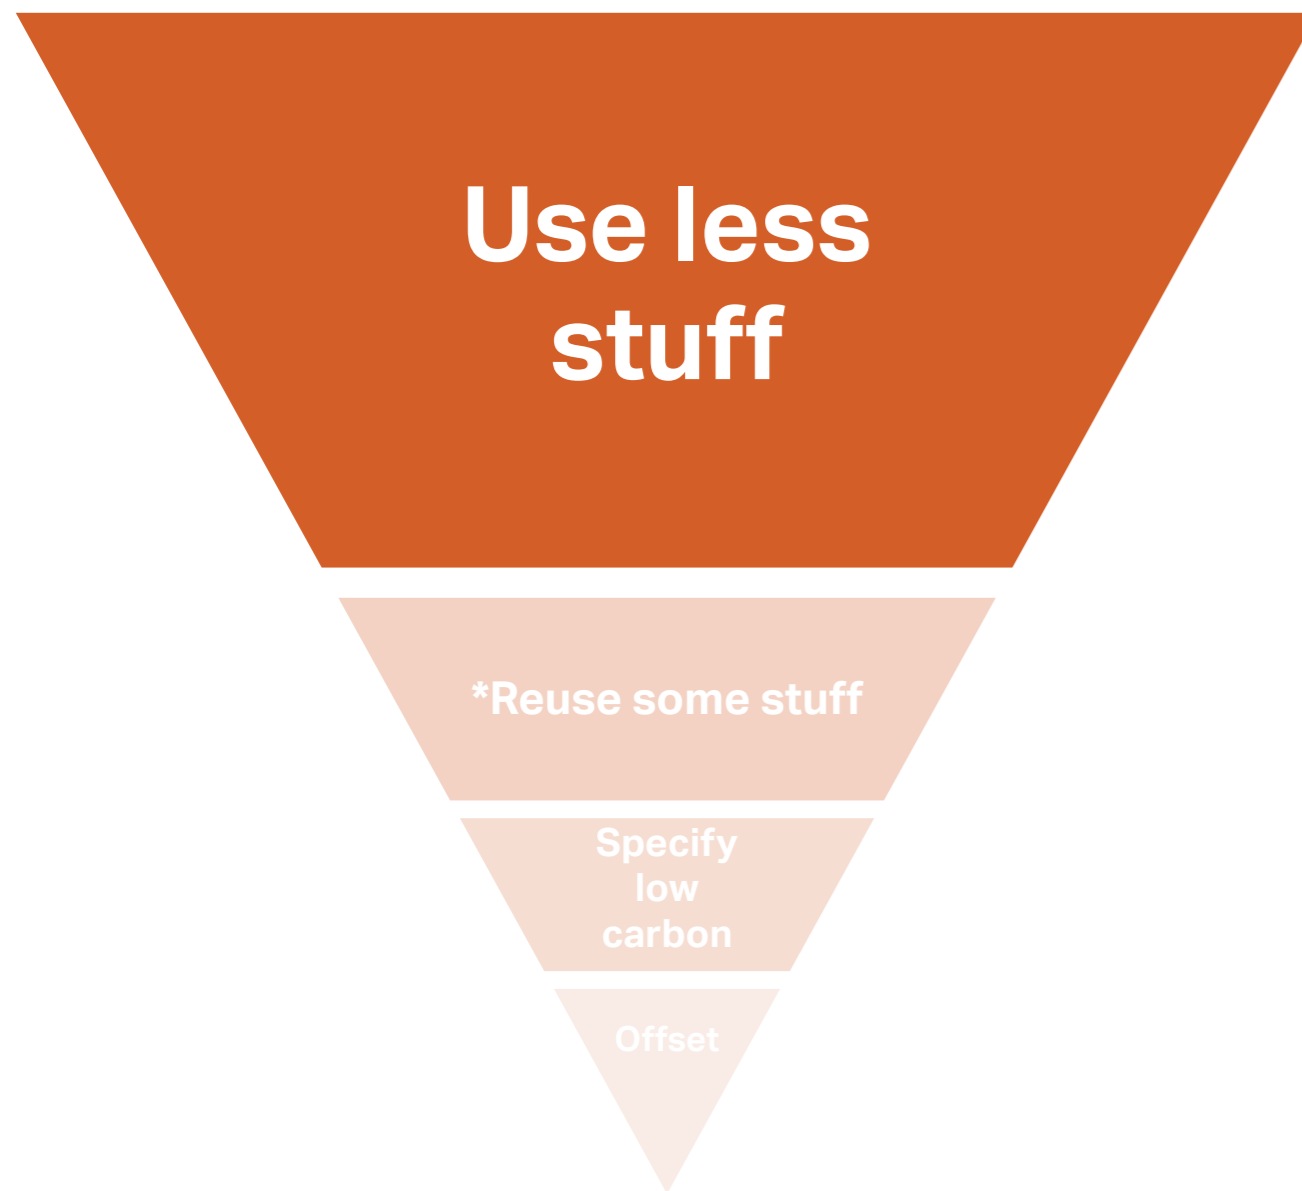 Use less
stuff
*Reuse some stuff
Specify
low
carbon
Offset